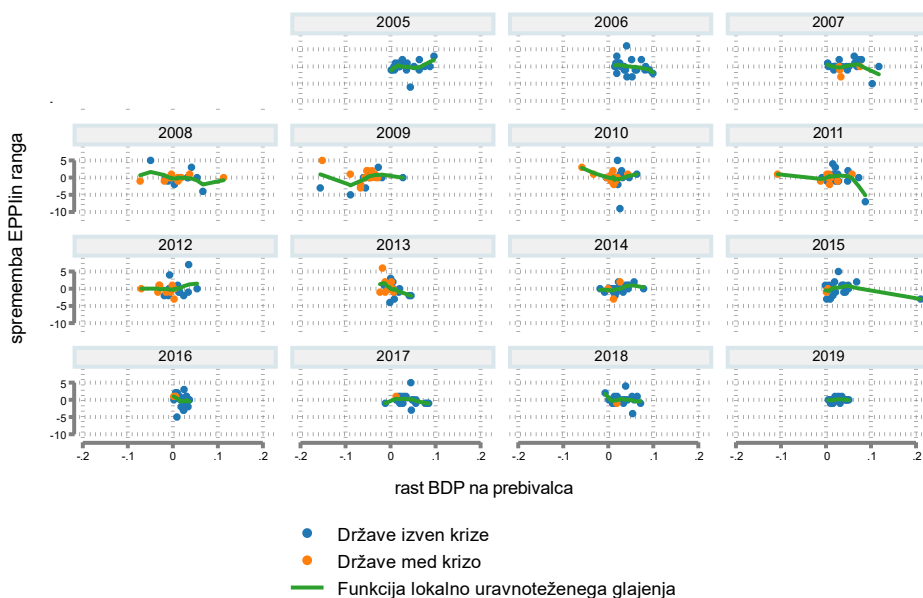 2005 2006 2007
2008 2009 2010 2011
5
0
-5
-10
2012 2013 2014 2015
5
0
-5
-10
2016 2017 2018 2019
5
0
-5
-10
-.2 -.1 0 .1 .2 -.2 -.1 0 .1 .2 -.2 -.1 0 .1 .2 -.2 -.1 0 .1 .2
sprememba EPPlin ranga
rast BDP na prebivalca
Države izven krize
Države med krizo
Funkcija lokalno uravnoteženega glajenja